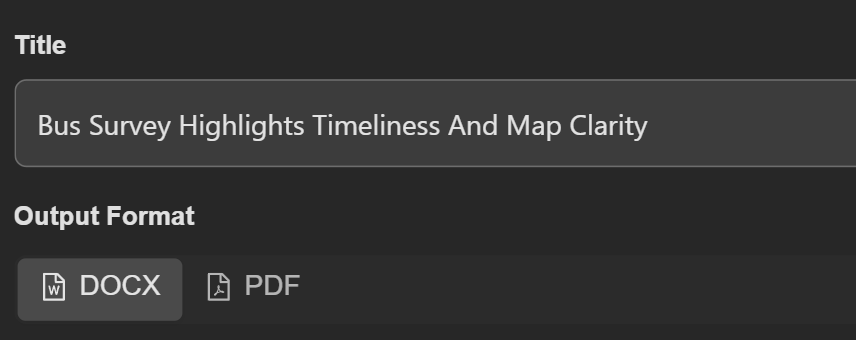 Title
Bus Survey Highlights Timeliness And Map Clarity
Output Format
DOCX PDF